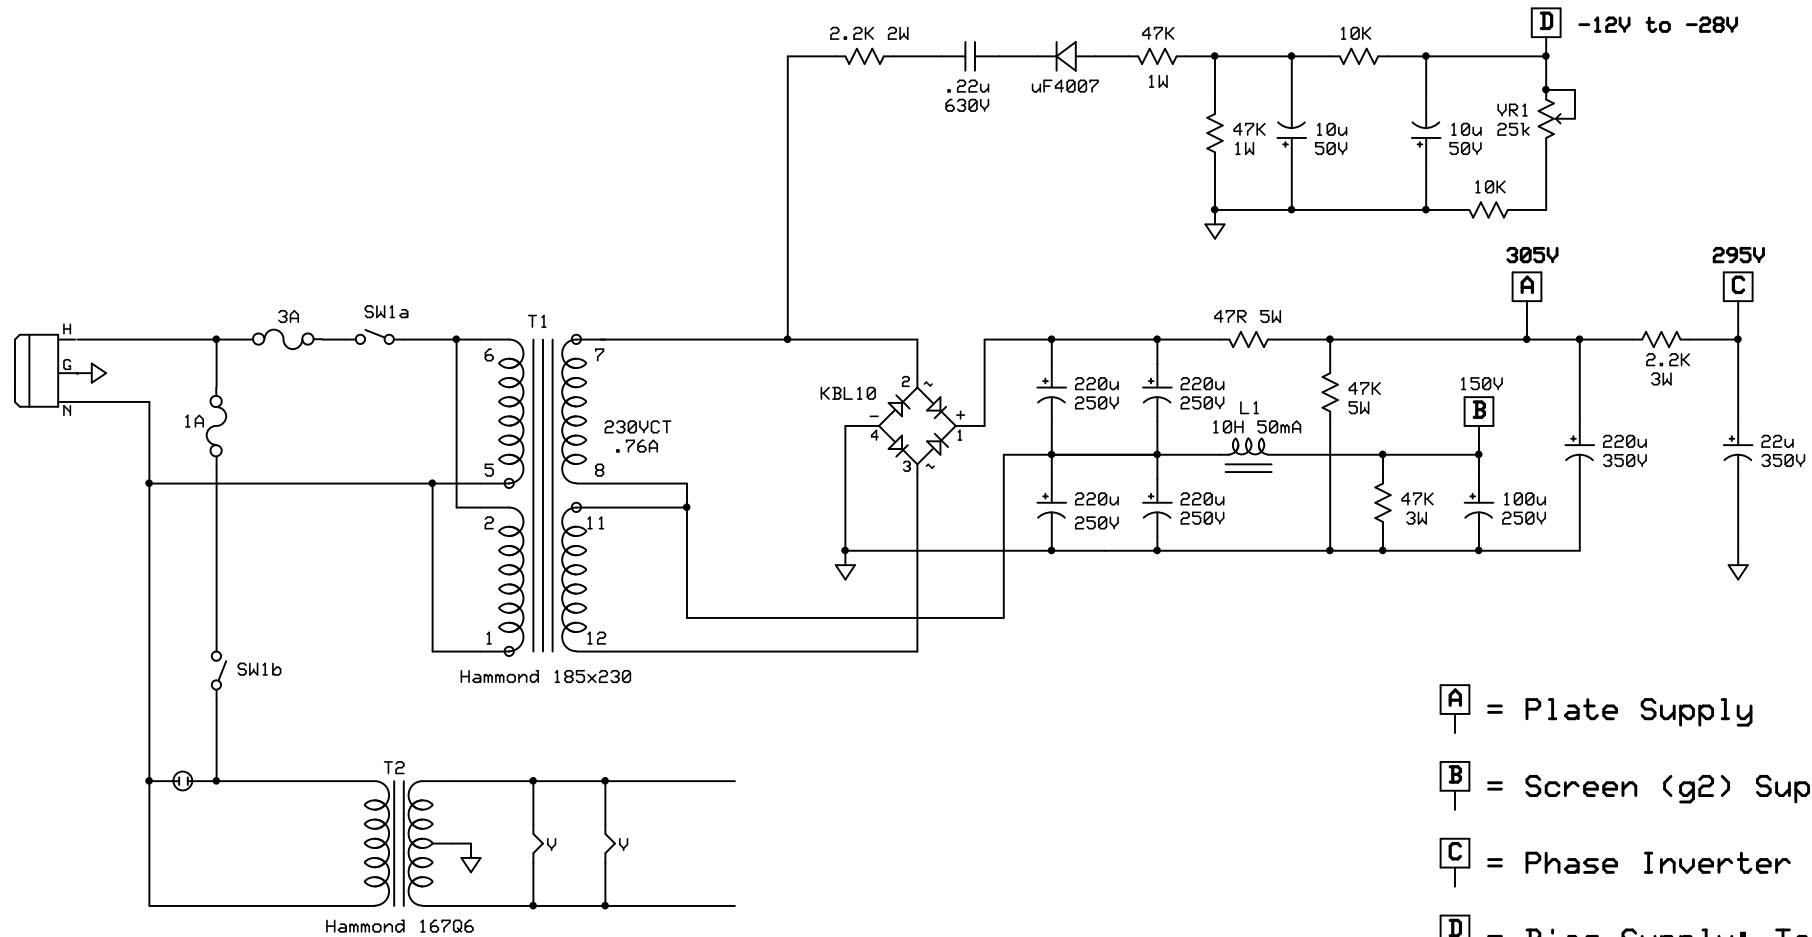 D -12V to -28V
2.2K 2W
.22u
630V
uF4007
47K
1W
10K
47K
1W
10u
50V
10u
50V
VR1
25k
10K
305V
A
295V
C
H
G
N
3A
SW1a
1A
T1
6
5
2
1
7
8
11
12
230VCT
.76A
Hammond 185x230
KBL10
2
~
-
4
+
1
3
~
47R 5W
220u
250V
220u
250V
47K
5W
L1
10H 50mA
150V
B
220u
250V
220u
250V
47K
3W
100u
250V
220u
350V
2.2K
3W
22u
350V
SW1b
T2
V
V
Hammond 167Q6
A = Plate Supply
B = Screen (g2) Sup
C = Phase Inverter
D = Bias Supply: